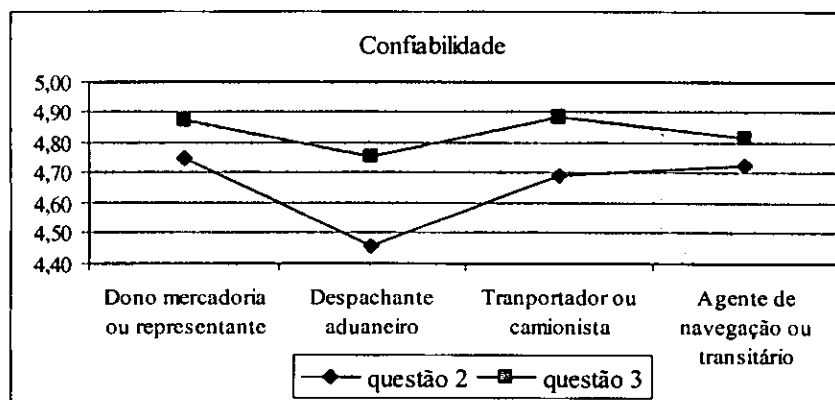 Confiabilidade
5,00
4,90
4,80
4,70
4,60
4,50
4,40
Dono mercadoria
ou representante
Despachante
aduaneiro
Tranportador ou
camionista
Agente de
navegação ou
transitário
questão 2
questão 3